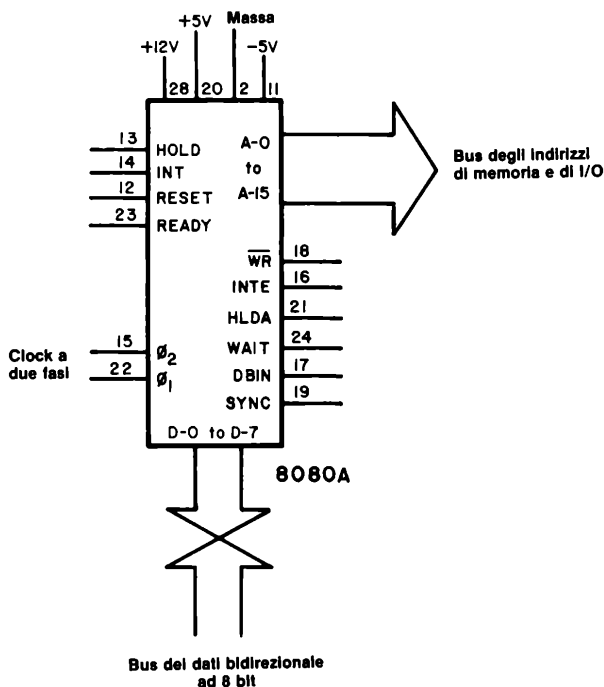 Massa
+5V
+12V
-5V
28 20 2 11
13 HOLD
14 INT
12 RESET
23 READY
A-0
to
A-15
Bus degli indirizzi
di memoria e di I/O
WR 18
INTE 16
HLDA 21
WAIT 24
DBIN 17
SYNC 19
Clock a
due fasi
15 Ø2
22 Ø1
D-0 to D-7
8080A
Bus dei dati bidirezionale
ad 8 bit